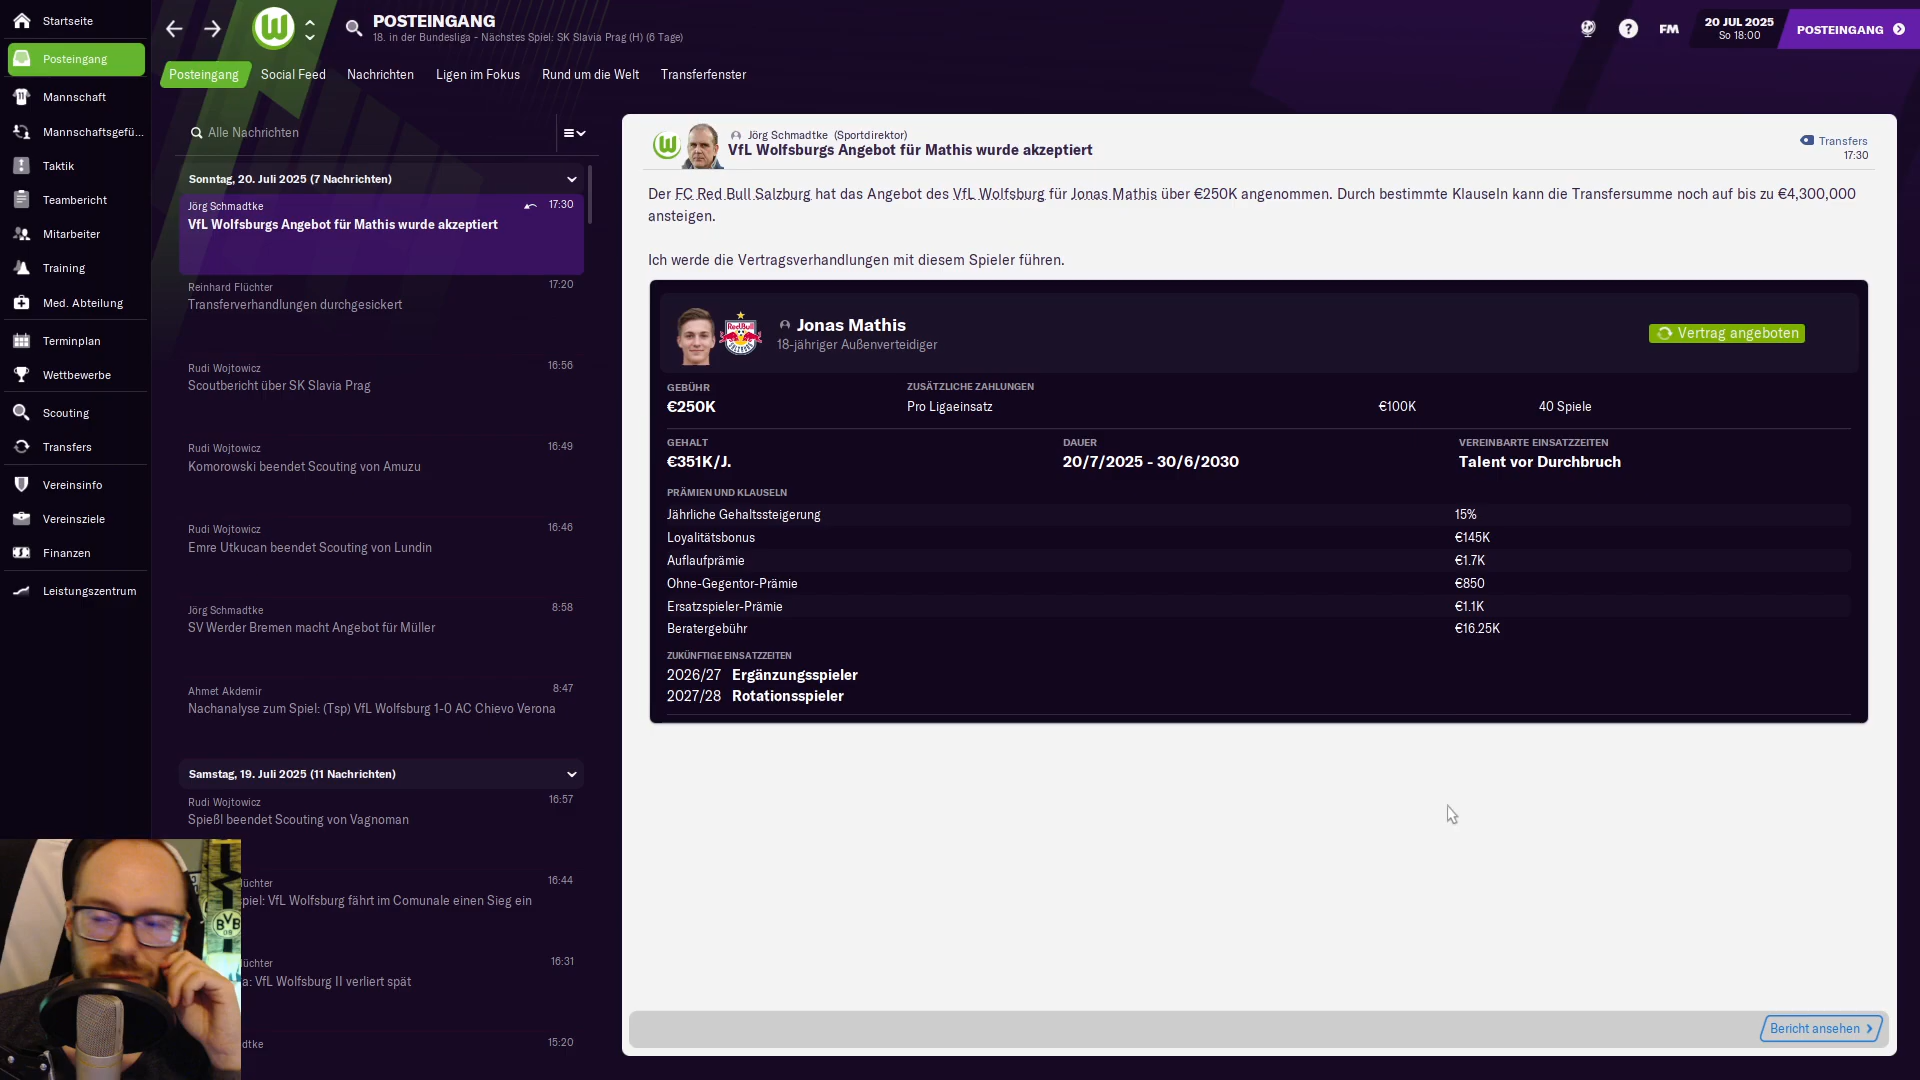 Startseite
Posteingang
Mannschaft
Mannschaftsgefü...
Taktik
Teambericht
Mitarbeiter
Training
Med. Abteilung
Terminplan
Wettbewerbe
Scouting
Transfers
Vereinsinfo
Vereinsziele
Finanzen
Leistungszentrum
POSTEINGANG
18. in der Bundesliga - Nächstes Spiel: SK Slavia Prag (H) (6 Tage)
FM
20 JUL 2025
So 18:00
POSTEINGANG
Posteingang Social Feed Nachrichten Ligen im Fokus Rund um die Welt Transferfenster
Alle Nachrichten
Sonntag, 20. Juli 2025 (7 Nachrichten)
Jörg Schmadtke 17:30
VfL Wolfsburgs Angebot für Mathis wurde akzeptiert
Reinhard Flüchter 17:20
Transferverhandlungen durchgesickert
Rudi Wojtowicz 16:56
Scoutbericht über SK Slavia Prag
Rudi Wojtowicz 16:49
Komorowski beendet Scouting von Amuzu
Rudi Wojtowicz 16:46
Emre Utkucan beendet Scouting von Lundin
Jörg Schmadtke 8:58
SV Werder Bremen macht Angebot für Müller
Ahmet Akdemir 8:47
Nachanalyse zum Spiel: (Tsp) VfL Wolfsburg 1-0 AC Chievo Verona
Samstag, 19. Juli 2025 (11 Nachrichten)
Rudi Wojtowicz 16:57
Spießl beendet Scouting von Vagnoman
lüchter 16:44
piel: VfL Wolfsburg fährt im Comunale einen Sieg ein
lüchter 16:31
a: VfL Wolfsburg II verliert spät
dtke 15:20
Jörg Schmadtke (Sportdirektor)
VfL Wolfsburgs Angebot für Mathis wurde akzeptiert
Transfers
17:30
Der FC Red Bull Salzburg hat das Angebot des VfL Wolfsburg für Jonas Mathis über €250K angenommen. Durch bestimmte Klauseln kann die Transfersumme noch auf bis zu €4,300,000
ansteigen.
Ich werde die Vertragsverhandlungen mit diesem Spieler führen.
Jonas Mathis
18-jähriger Außenverteidiger
Vertrag angeboten
GEBÜHR ZUSÄTZLICHE ZAHLUNGEN
€250K Pro Ligaeinsatz €100K 40 Spiele
GEHALT DAUER VEREINBARTE EINSATZZEITEN
€351K/J. 20/7/2025 - 30/6/2030 Talent vor Durchbruch
PRÄMIEN UND KLAUSELN
Jährliche Gehaltssteigerung 15%
Loyalitätsbonus €145K
Auflaufprämie €1.7K
Ohne-Gegentor-Prämie €850
Ersatzspieler-Prämie €1.1K
Beratergebühr €16.25K
ZUKÜNFTIGE EINSATZZEITEN
2026/27 Ergänzungsspieler
2027/28 Rotationsspieler
Bericht ansehen
BVB